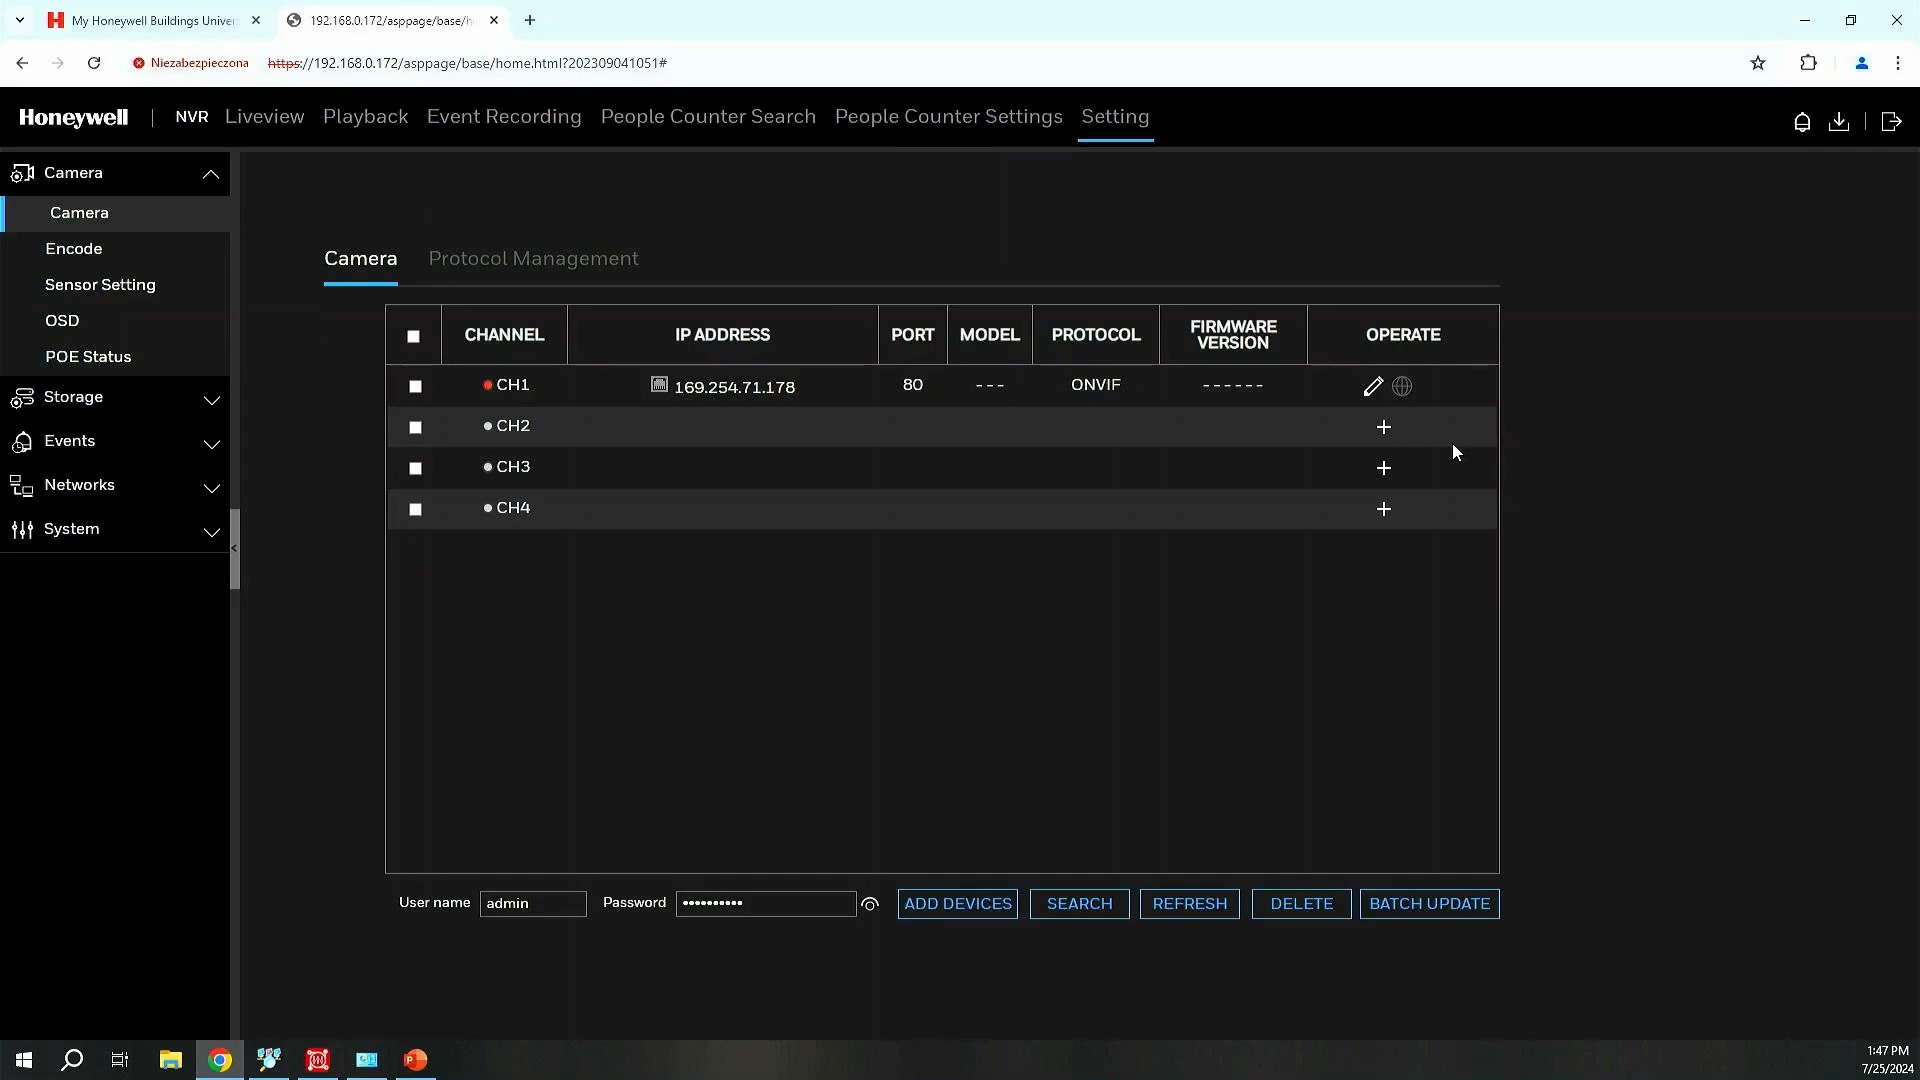 My Honeywell Buildings Univer
192.168.0.172/asppage/base/h
Niezabezpieczona
https://192.168.0.172/asppage/base/home.html?202309041051#
Honeywell | NVR Liveview Playback Event Recording People Counter Search People Counter Settings Setting
Camera
Camera
Encode
Sensor Setting
OSD
POE Status
Storage
Events
Networks
System
Camera Protocol Management
CHANNEL IP ADDRESS PORT MODEL PROTOCOL FIRMWARE VERSION OPERATE
CH1 169.254.71.178 80 --- ONVIF ------
CH2 +
CH3 +
CH4 +
User name admin Password •••••••••• ADD DEVICES SEARCH REFRESH DELETE BATCH UPDATE
1:47 PM
7/25/2024